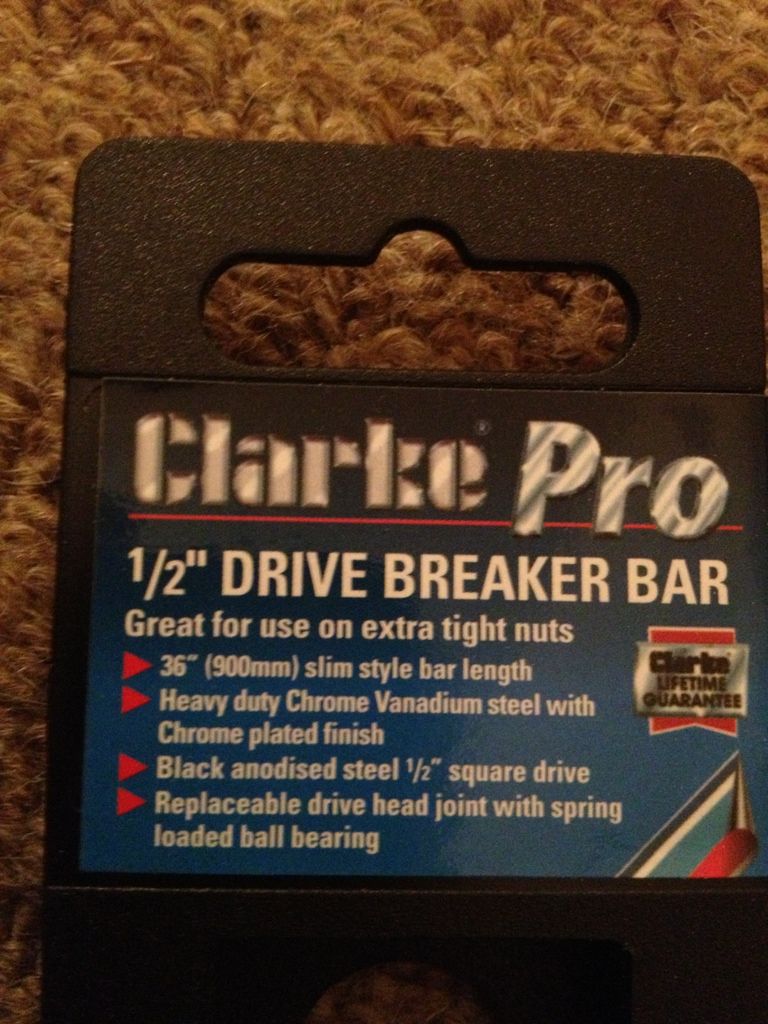 Clarke® Pro
1/2" DRIVE BREAKER BAR
Great for use on extra tight nuts
36" (900mm) slim style bar length
Heavy duty Chrome Vanadium steel with
Chrome plated finish
Black anodised steel 1/2" square drive
Replaceable drive head joint with spring
loaded ball bearing
Clarke
LIFETIME
GUARANTEE